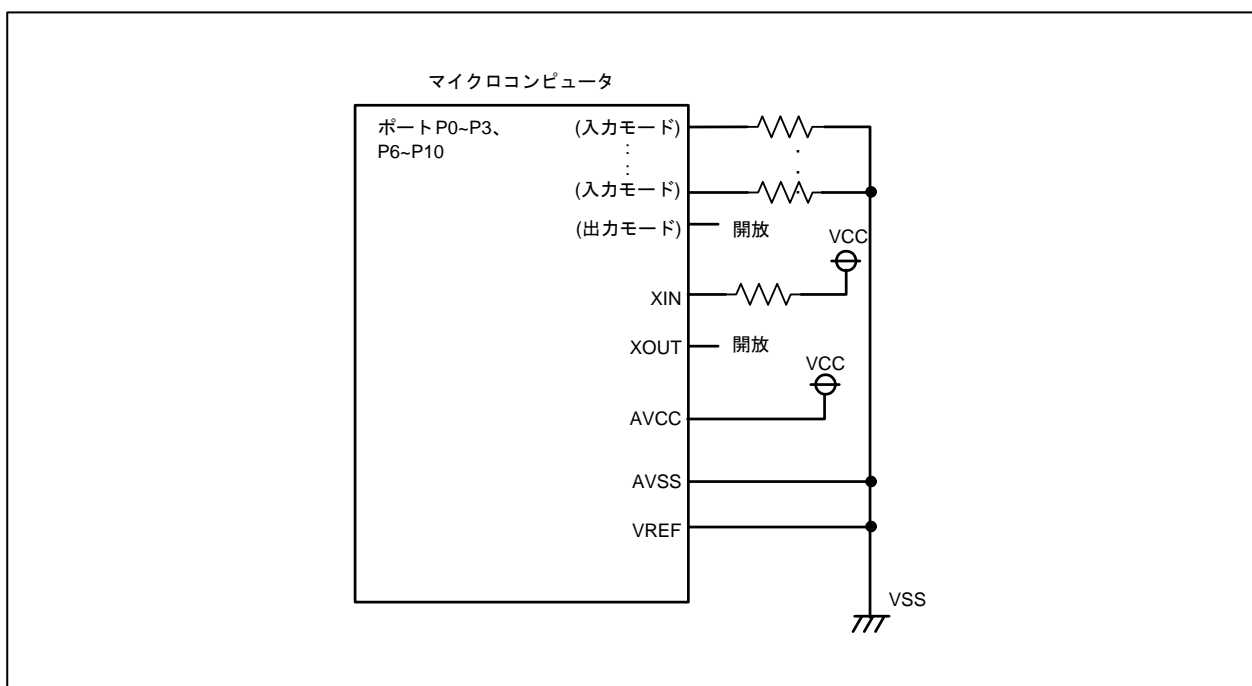 マイクロコンピュータ
ポートP0~P3、
P6~P10
(入力モード)
(入力モード)
(出力モード)
開放
VCC
XIN
XOUT
開放
VCC
AVCC
AVSS
VREF
VSS